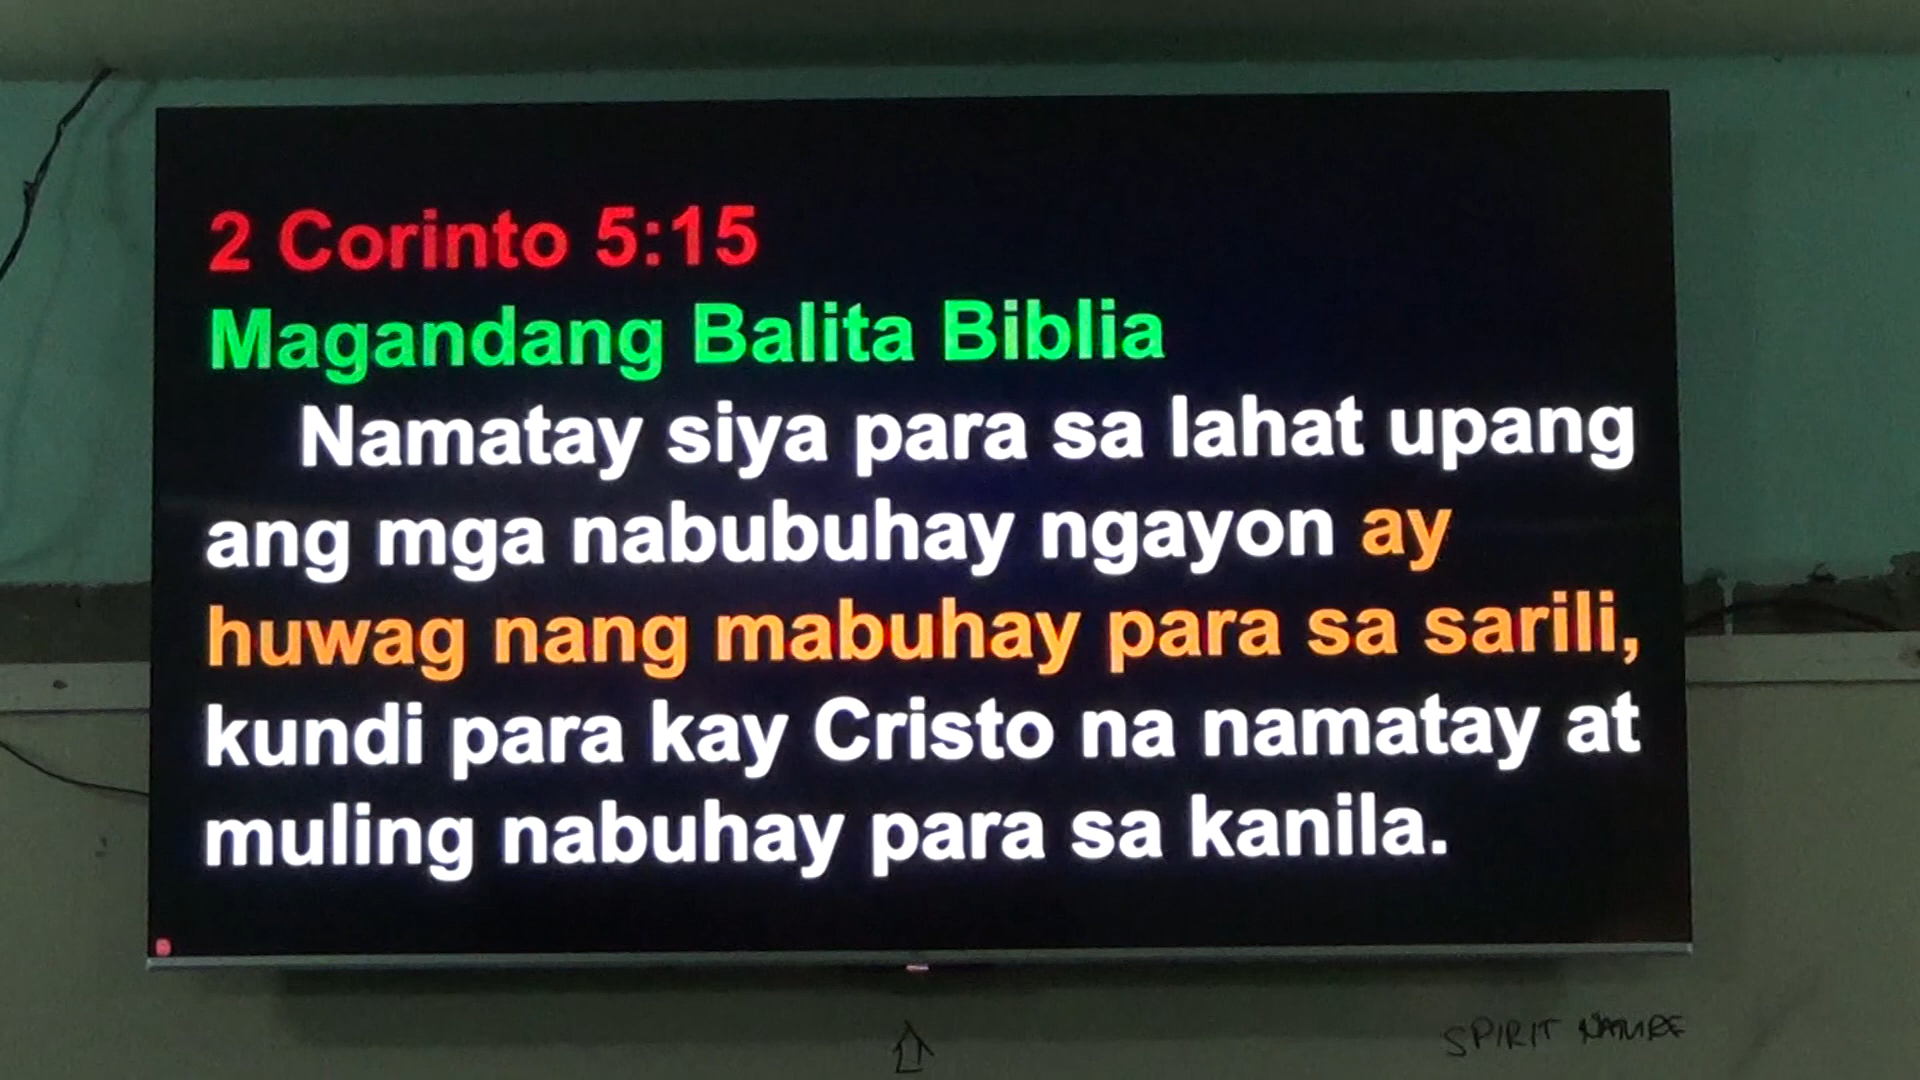 2 Corinto 5:15
Magandang Balita Biblia
Namatay siya para sa lahat upang
ang mga nabubuhay ngayon ay
huwag nang mabuhay para sa sarili,
kundi para kay Cristo na namatay at
muling nabuhay para sa kanila.
SPIRIT NATURE